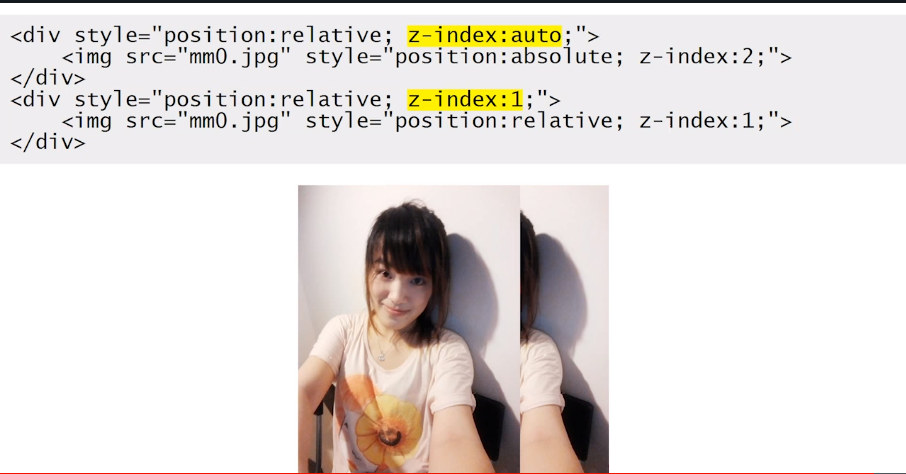 <div style="position:relative; z-index:auto;">
<img src="mm0.jpg" style="position:absolute; z-index:2;">
</div>
<div style="position:relative; z-index:1;">
<img src="mm0.jpg" style="position:relative; z-index:1;">
</div>